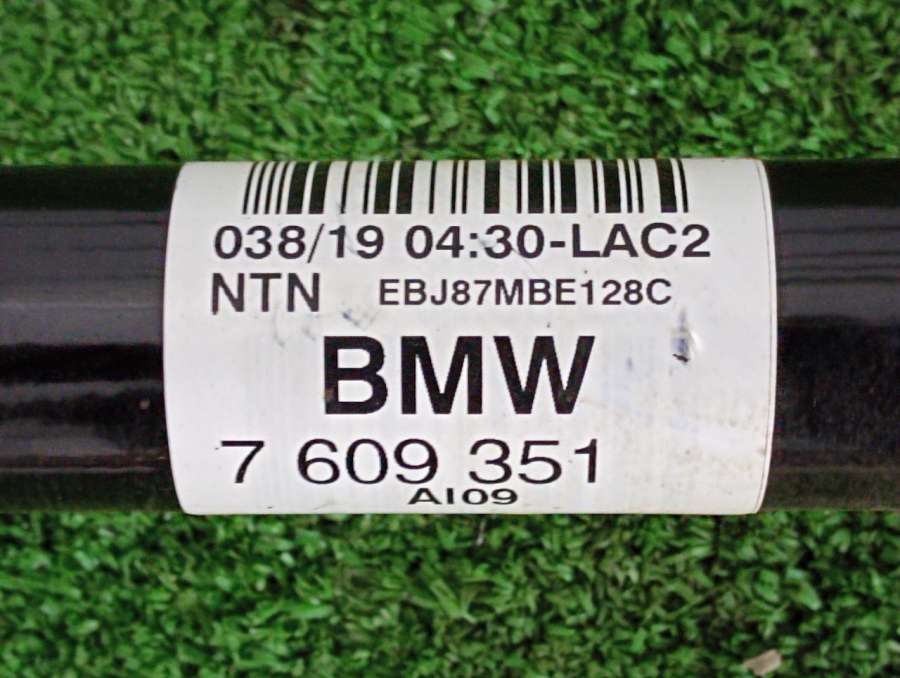 038/19 04:30-LAC2
NTN EBJ87MBE128C
BMW
7 609 351
AI09